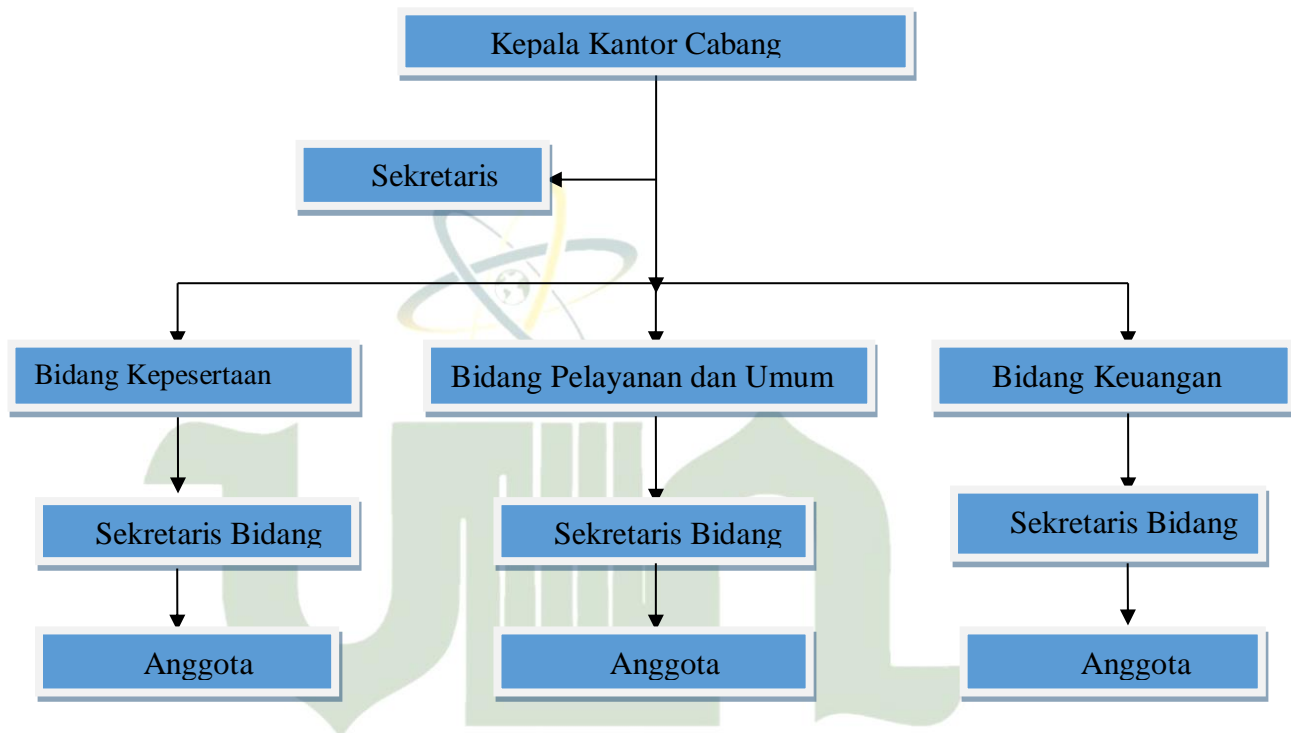 Kepala Kantor Cabang
Sekretaris
Bidang Kepesertaan
Bidang Pelayanan dan Umum
Bidang Keuangan
Sekretaris Bidang
Sekretaris Bidang
Sekretaris Bidang
Anggota
Anggota
Anggota